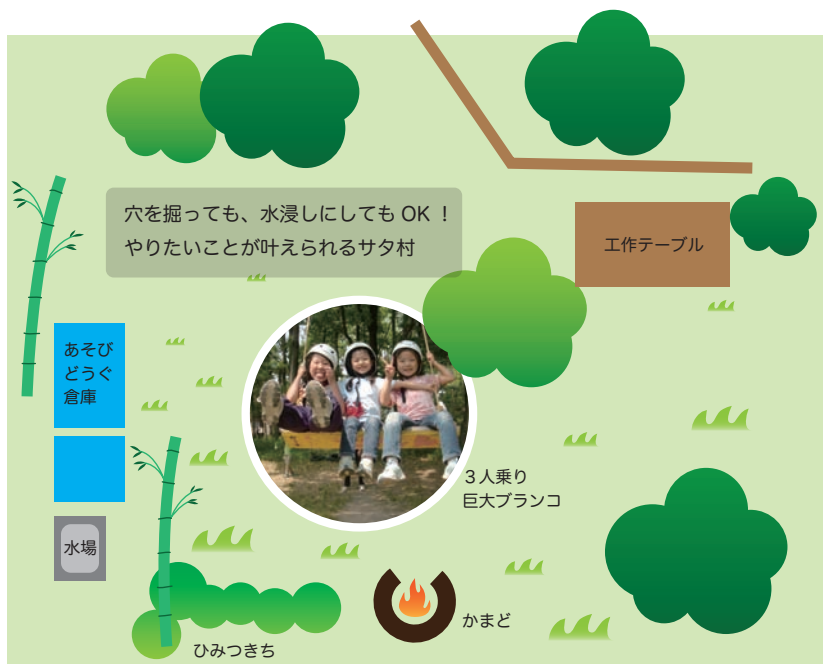 穴を掘っても、水浸しにしても OK ！
やりたいことが叶えられるサタ村
工作テーブル
あそび
どうぐ
倉庫
３人乗り
巨大ブランコ
水場
かまど
ひみつきち